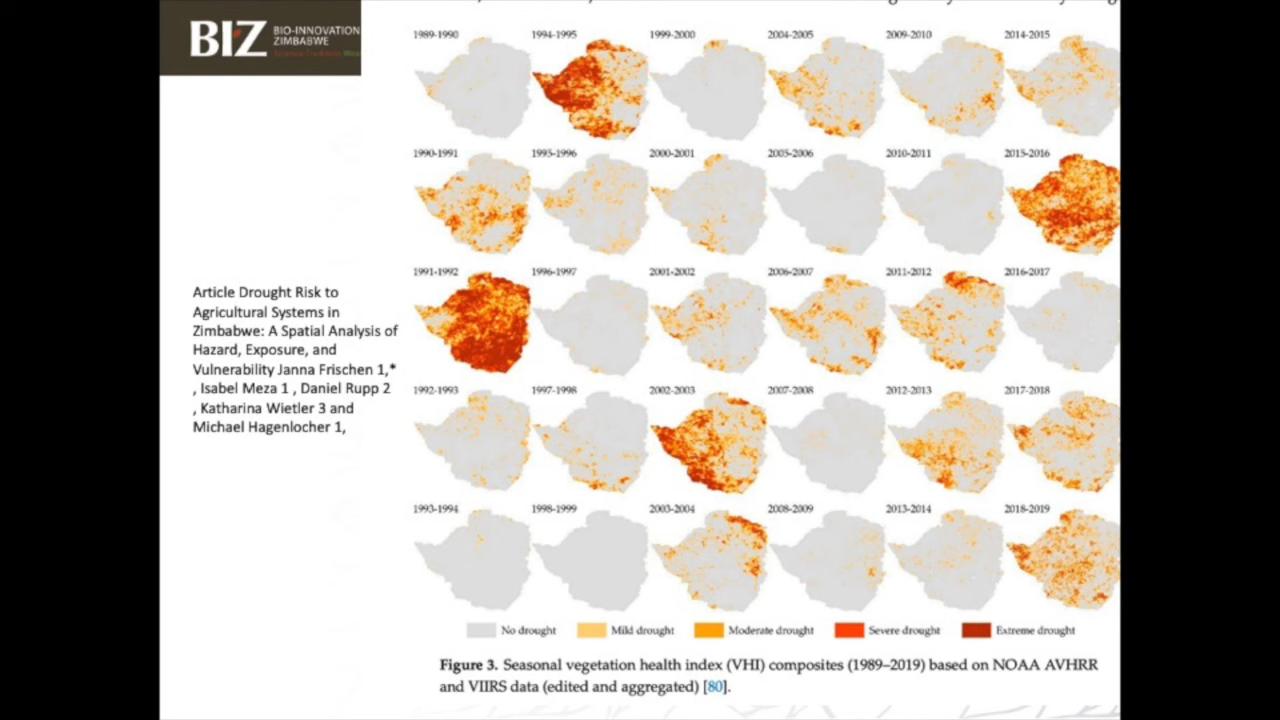 BIZ BIO-INNOVATION
ZIMBABWE
1989-1990 1994-1995 1999-2000 2004-2005 2009-2010 2014-2015
1990-1991 1995-1996 2000-2001 2005-2006 2010-2011 2015-2016
1991-1992 1996-1997 2001-2002 2006-2007 2011-2012 2016-2017
1992-1993 1997-1998 2002-2003 2007-2008 2012-2013 2017-2018
1993-1994 1998-1999 2003-2004 2008-2009 2013-2014 2018-2019
Article Drought Risk to
Agricultural Systems in
Zimbabwe: A Spatial Analysis of
Hazard, Exposure, and
Vulnerability Janna Frischen 1,*
, Isabel Meza 1 , Daniel Rupp 2
, Katharina Wietler 3 and
Michael Hagenlocher 1,
No drought Mild drought Moderate drought Severe drought Extreme drought
Figure 3. Seasonal vegetation health index (VHI) composites (1989–2019) based on NOAA AVHRR
and VIIRS data (edited and aggregated) [80].